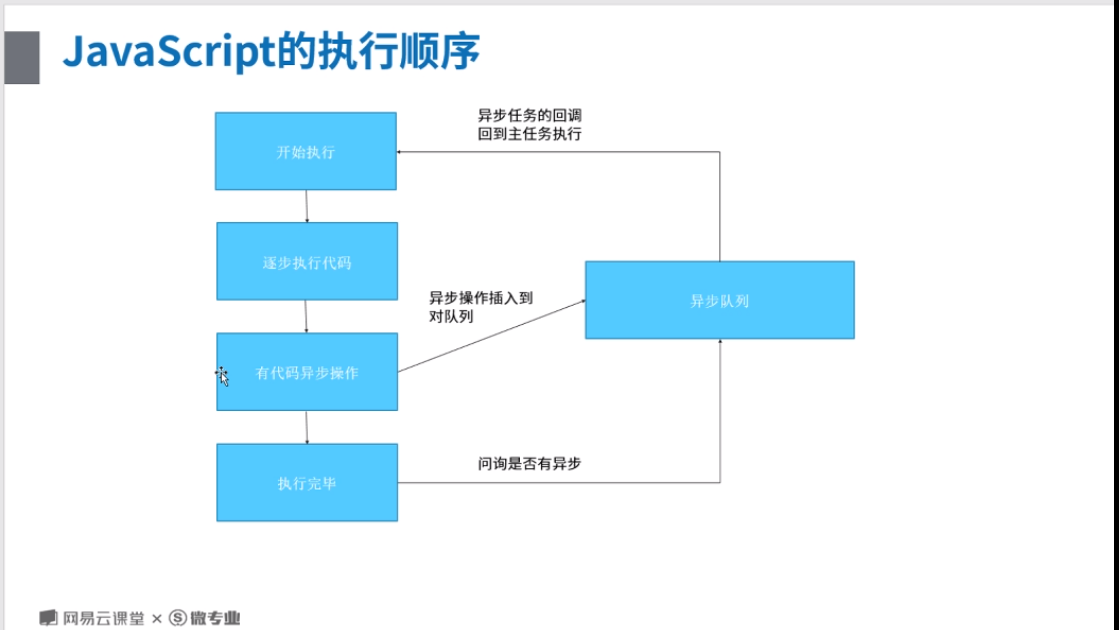 JavaScript的执行顺序
异步任务的回调
回到主任务执行
开始执行
逐步执行代码
异步操作插入到
对队列
异步队列
有代码异步操作
问询是否有异步
执行完毕
网易云课堂 × S 微专业